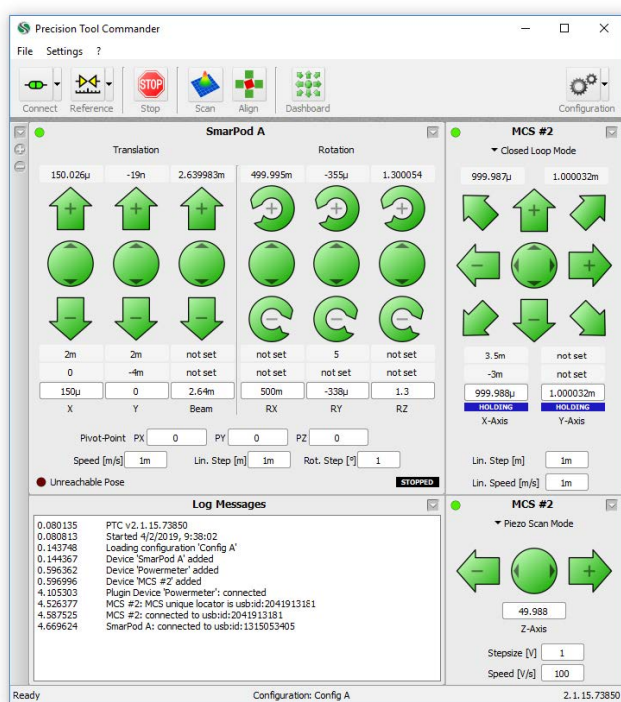 Precision Tool Commander
File Settings ?
Connect Reference Stop Scan Align Dashboard Configuration
STOP
SmarPod A
Translation Rotation
150.026µ -19n 2.639983m 499.995m -355µ 1.300054
2m 2m not set not set 5 not set
0 -4m not set not set not set not set
150µ 0 2.64m 500m -338µ 1.3
X Y Beam RX RY RZ
Pivot-Point PX 0 PY 0 PZ 0
Speed [m/s] 1m Lin. Step [m] 1m Rot. Step [°] 1
Unreachable Pose STOPPED
MCS #2
Closed Loop Mode
999.987µ 1.000032m
3.5m not set
-3m not set
999.988µ 1.000032m
HOLDING HOLDING
X-Axis Y-Axis
Lin. Step [m] 1m
Lin. Speed [m/s] 1m
Log Messages
0.080135 PTC v2.1.15.73850
0.080813 Started 4/2/2019, 9:38:02
0.143748 Loading configuration 'Config A'
0.144367 Device 'SmarPod A' added
0.596362 Device 'Powermeter' added
0.596996 Device 'MCS #2' added
4.105303 Plugin Device 'Powermeter': connected
4.526377 MCS #2: MCS unique locator is usb:id:2041913181
4.587525 MCS #2: connected to usb:id:2041913181
4.669624 SmarPod A: connected to usb:id:1315053405
MCS #2
Piezo Scan Mode
49.988
Z-Axis
Stepsize [V] 1
Speed [V/s] 100
Ready Configuration: Config A 2.1.15.73850